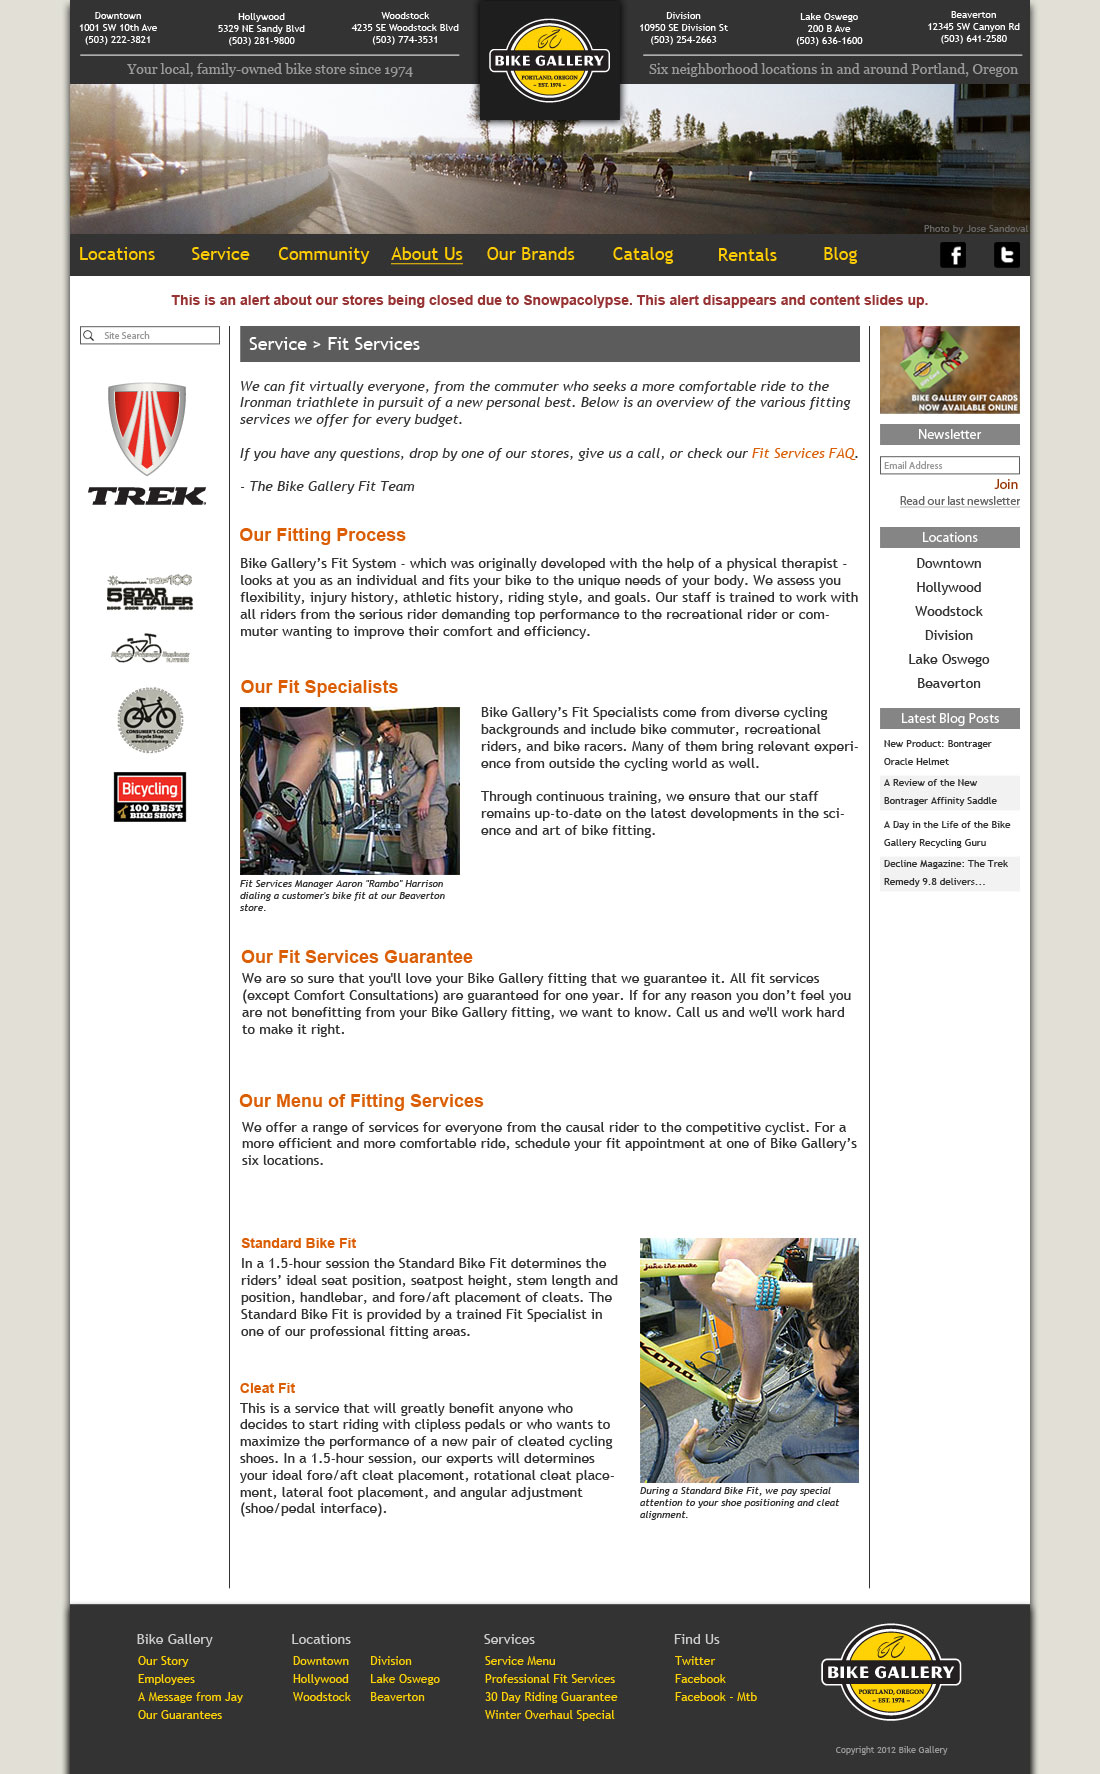 Downtown
1001 SW 10th Ave
(503) 222-3821
Hollywood
5329 NE Sandy Blvd
(503) 281-9800
Woodstock
4235 SE Woodstock Blvd
(503) 774-3531
Division
10950 SE Division St
(503) 254-2663
Lake Oswego
200 B Ave
(503) 636-1600
Beaverton
12345 SW Canyon Rd
(503) 641-2580
Your local, family-owned bike store since 1974
BIKE GALLERY
PORTLAND, OREGON
~ EST. 1974 ~
Six neighborhood locations in and around Portland, Oregon
Photo by Jose Sandoval
Locations
Service
Community
About Us
Our Brands
Catalog
Rentals
Blog
f
t
This is an alert about our stores being closed due to Snowpacolypse. This alert disappears and content slides up.
Site Search
TREK
TOP100
5 STAR
RETAILER
CONSUMER'S CHOICE
Bicycle Shop
Bicycling
100 BEST
BIKE SHOPS
Service > Fit Services
We can fit virtually everyone, from the commuter who seeks a more comfortable ride to the
Ironman triathlete in pursuit of a new personal best. Below is an overview of the various fitting
services we offer for every budget.
If you have any questions, drop by one of our stores, give us a call, or check our Fit Services FAQ.
- The Bike Gallery Fit Team
Our Fitting Process
Bike Gallery’s Fit System - which was originally developed with the help of a physical therapist -
looks at you as an individual and fits your bike to the unique needs of your body. We assess you
flexibility, injury history, athletic history, riding style, and goals. Our staff is trained to work with
all riders from the serious rider demanding top performance to the recreational rider or com-
muter wanting to improve their comfort and efficiency.
Our Fit Specialists
Bike Gallery’s Fit Specialists come from diverse cycling
backgrounds and include bike commuter, recreational
riders, and bike racers. Many of them bring relevant experi-
ence from outside the cycling world as well.
Through continuous training, we ensure that our staff
remains up-to-date on the latest developments in the sci-
ence and art of bike fitting.
Fit Services Manager Aaron "Rambo" Harrison
dialing a customer's bike fit at our Beaverton
store.
Our Fit Services Guarantee
We are so sure that you'll love your Bike Gallery fitting that we guarantee it. All fit services
(except Comfort Consultations) are guaranteed for one year. If for any reason you don’t feel you
are not benefitting from your Bike Gallery fitting, we want to know. Call us and we'll work hard
to make it right.
Our Menu of Fitting Services
We offer a range of services for everyone from the causal rider to the competitive cyclist. For a
more efficient and more comfortable ride, schedule your fit appointment at one of Bike Gallery’s
six locations.
Standard Bike Fit
In a 1.5-hour session the Standard Bike Fit determines the
riders’ ideal seat position, seatpost height, stem length and
position, handlebar, and fore/aft placement of cleats. The
Standard Bike Fit is provided by a trained Fit Specialist in
one of our professional fitting areas.
Cleat Fit
This is a service that will greatly benefit anyone who
decides to start riding with clipless pedals or who wants to
maximize the performance of a new pair of cleated cycling
shoes. In a 1.5-hour session, our experts will determines
your ideal fore/aft cleat placement, rotational cleat place-
ment, lateral foot placement, and angular adjustment
(shoe/pedal interface).
jake the snake
KONA
During a Standard Bike Fit, we pay special
attention to your shoe positioning and cleat
alignment.
BIKE GALLERY GIFT CARDS
NOW AVAILABLE ONLINE
Newsletter
Email Address
Join
Read our last newsletter
Locations
Downtown
Hollywood
Woodstock
Division
Lake Oswego
Beaverton
Latest Blog Posts
New Product: Bontrager
Oracle Helmet
A Review of the New
Bontrager Affinity Saddle
A Day in the Life of the Bike
Gallery Recycling Guru
Decline Magazine: The Trek
Remedy 9.8 delivers...
Bike Gallery
Our Story
Employees
A Message from Jay
Our Guarantees
Locations
Downtown
Hollywood
Woodstock
Division
Lake Oswego
Beaverton
Services
Service Menu
Professional Fit Services
30 Day Riding Guarantee
Winter Overhaul Special
Find Us
Twitter
Facebook
Facebook - Mtb
BIKE GALLERY
PORTLAND, OREGON
~ EST. 1974 ~
Copyright 2012 Bike Gallery